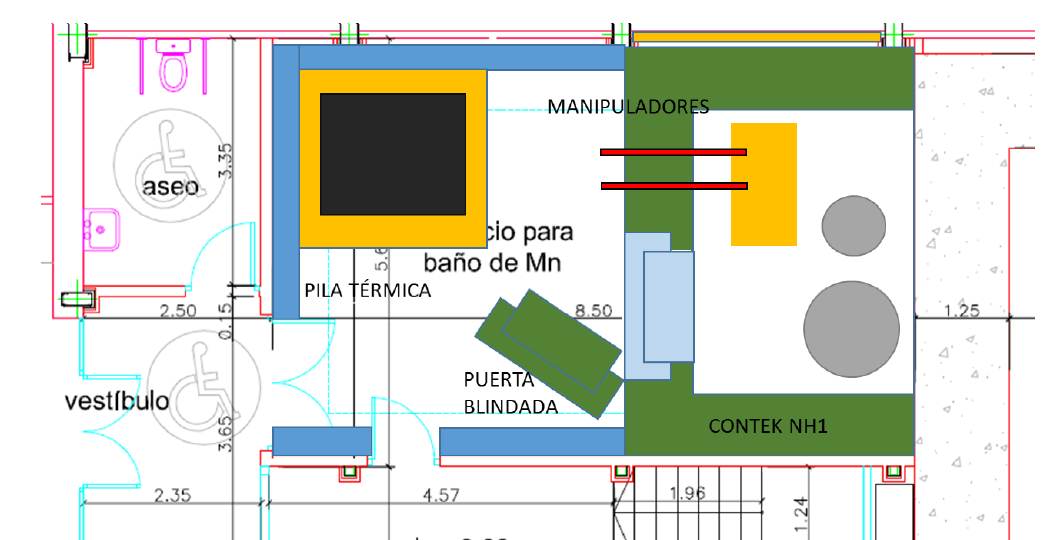 MANIPULADORES
3.35
aseo
cio para
baño de Mn
5.6
PILA TÉRMICA
2.50
0.15
8.50
1.25
vestíbulo
PUERTA
BLINDADA
3.65
CONTEK NH1
2.35
4.57
1.96
1.24